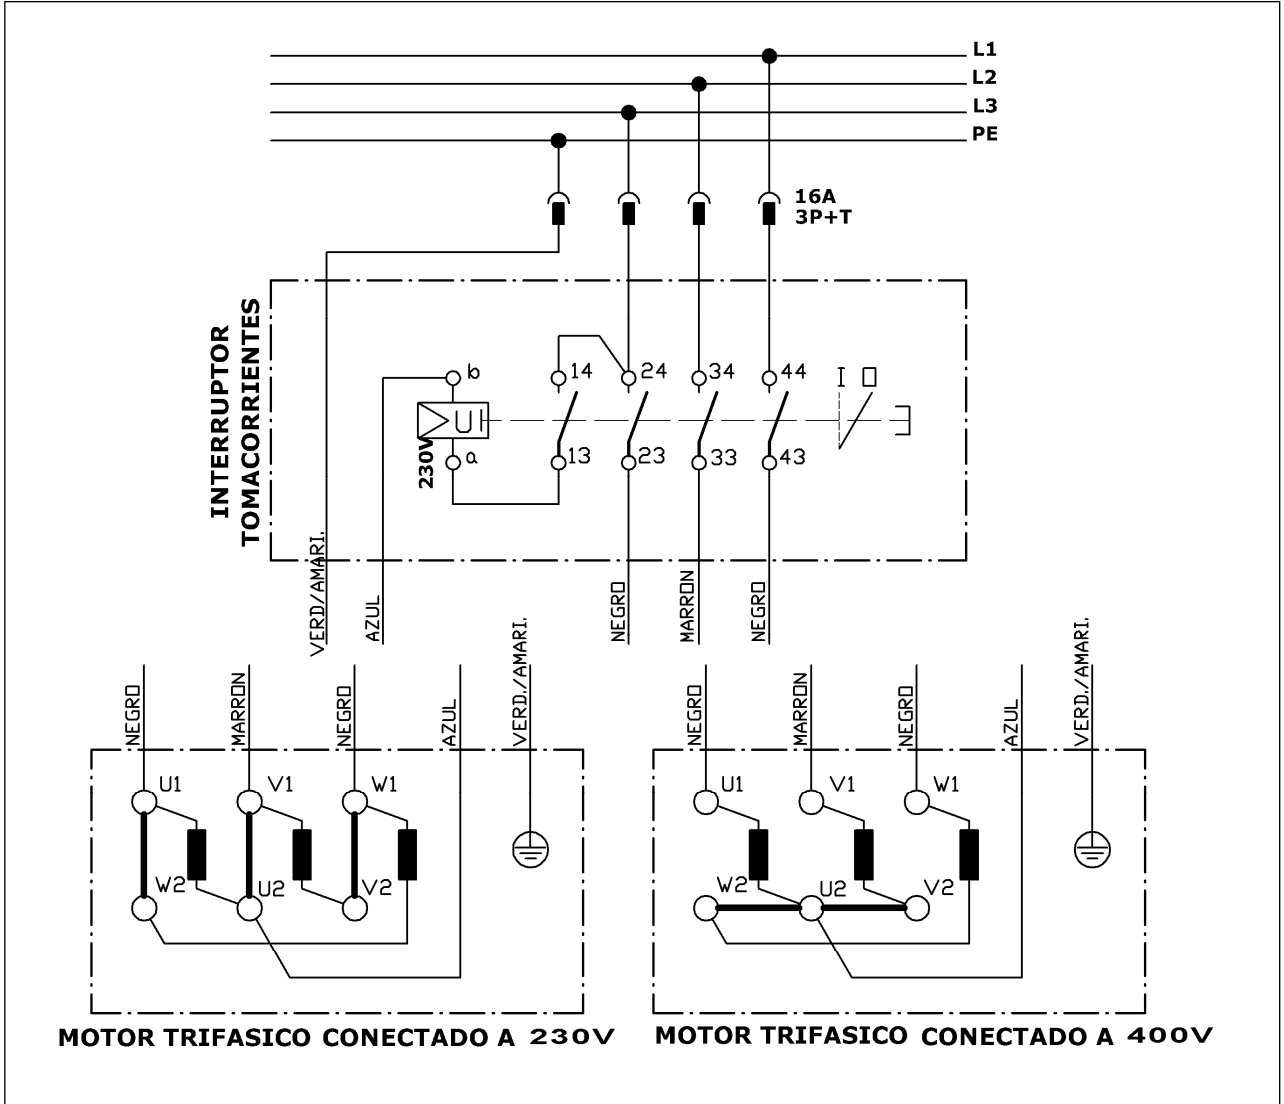 L1
L2
L3
PE
16A
3P+T
INTERRUPTOR
TOMACORRIENTES
b
14
24
34
44
I
U
230V
a
13
23
33
43
VERD/AMARI.
AZUL
NEGRO
MARRON
NEGRO
NEGRO
MARRON
NEGRO
AZUL
VERD./AMARI.
U1
V1
W1
W2
U2
V2
MOTOR TRIFASICO CONECTADO A 230V
NEGRO
MARRON
NEGRO
AZUL
VERD./AMARI.
U1
V1
W1
W2
U2
V2
MOTOR TRIFASICO CONECTADO A 400V